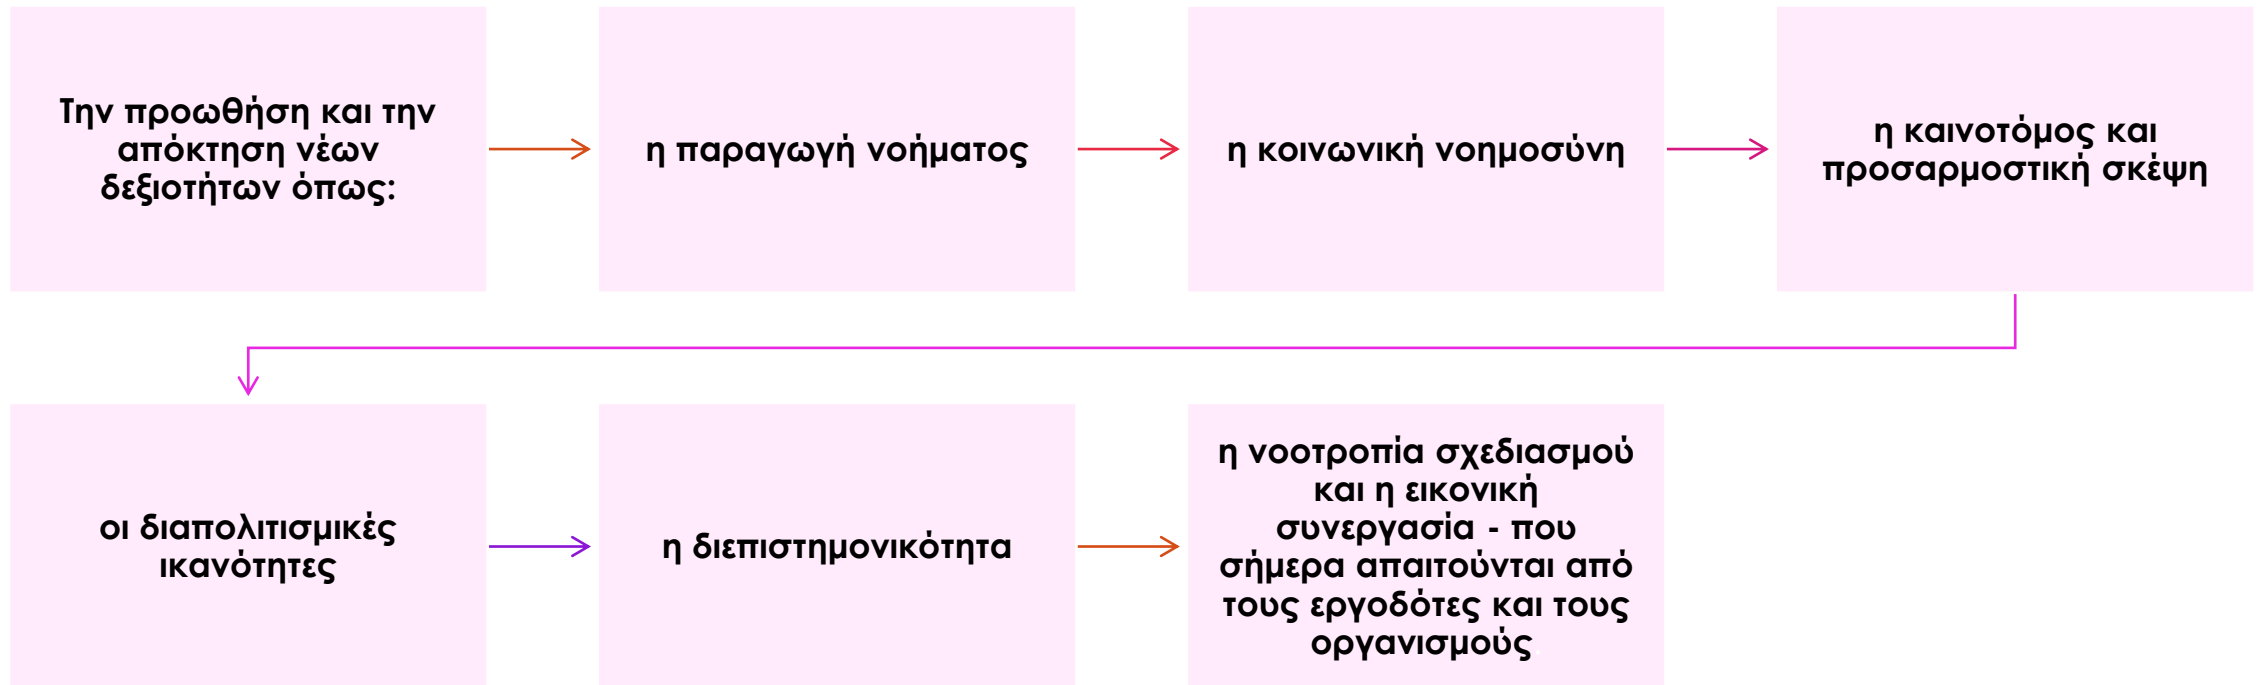 Την προωθήση και την
απόκτηση νέων
δεξιοτήτων όπως:
η παραγωγή νοήματος
η κοινωνική νοημοσύνη
η καινοτόμος και
προσαρμοστική σκέψη
οι διαπολιτισμικές
ικανότητες
η διεπιστημονικότητα
η νοοτροπία σχεδιασμού
και η εικονική
συνεργασία - που
σήμερα απαιτούνται από
τους εργοδότες και τους
οργανισμούς